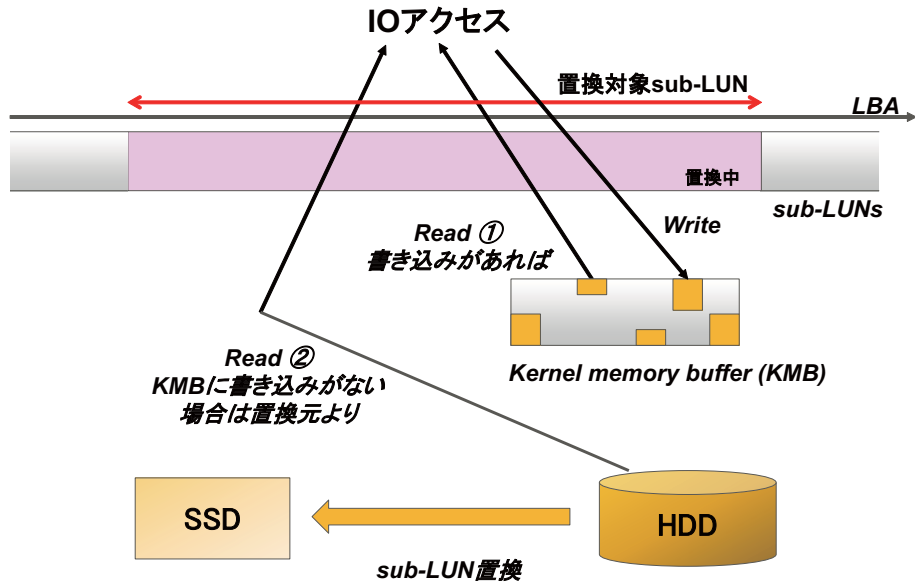 IOアクセス
置換対象sub-LUN
LBA
置換中
sub-LUNs
Read ①
書き込みがあれば
Write
Kernel memory buffer (KMB)
Read ②
KMBに書き込みがない
場合は置換元より
SSD
HDD
sub-LUN置換